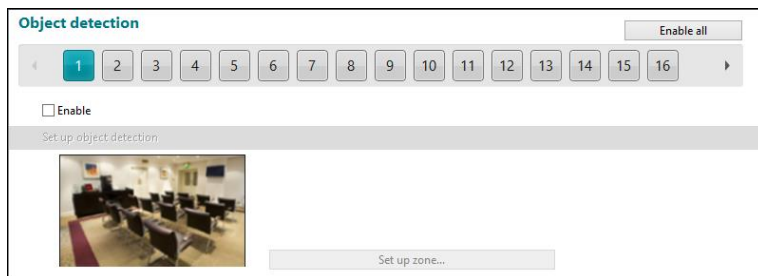 Object detection
Enable all
1 2 3 4 5 6 7 8 9 10 11 12 13 14 15 16
Enable
Set up object detection
Set up zone...